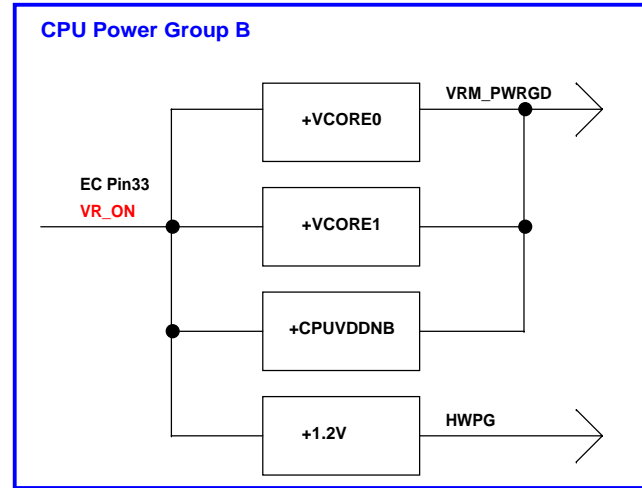 CPU Power Group B
VRM_PWRGD
+VCORE0
EC Pin33
VR_ON
+VCORE1
+CPUVDDNB
HWPG
+1.2V